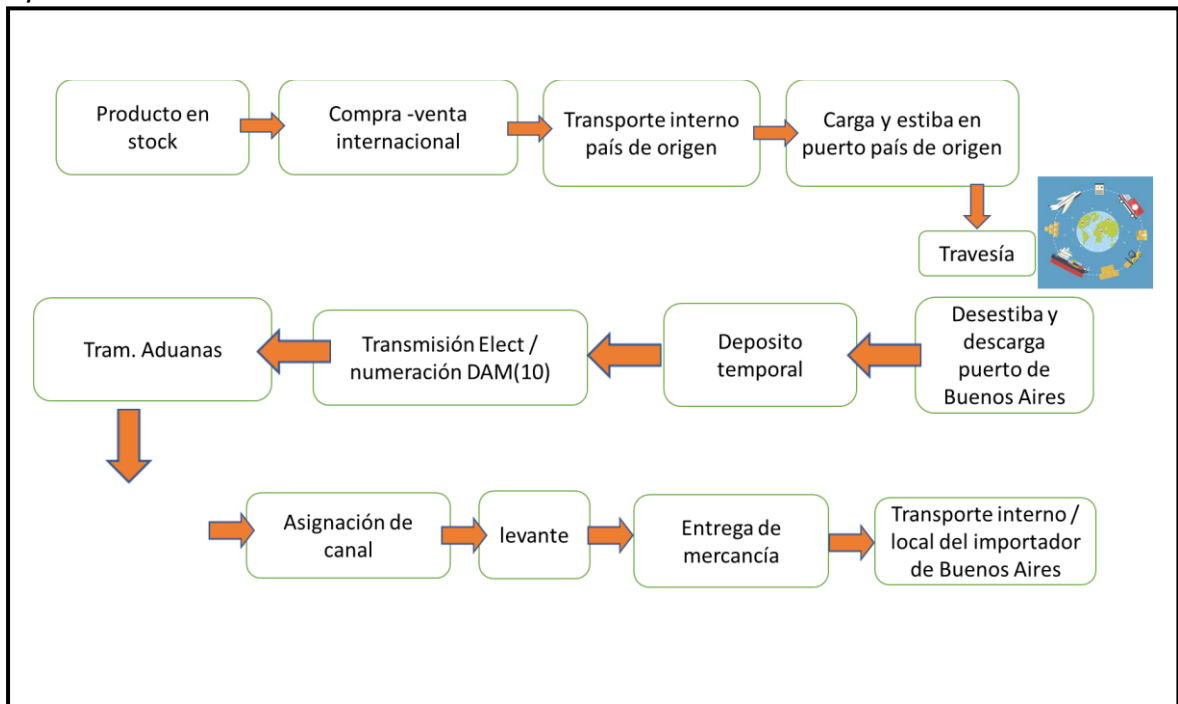 Producto en
stock
Compra -venta
internacional
Transporte interno
país de origen
Carga y estiba en
puerto país de origen
Travesía
Desestiba y
descarga
puerto de
Buenos Aires
Deposito
temporal
Transmisión Elect /
numeración DAM(10)
Tram. Aduanas
Asignación de
canal
levante
Entrega de
mercancía
Transporte interno /
local del importador
de Buenos Aires